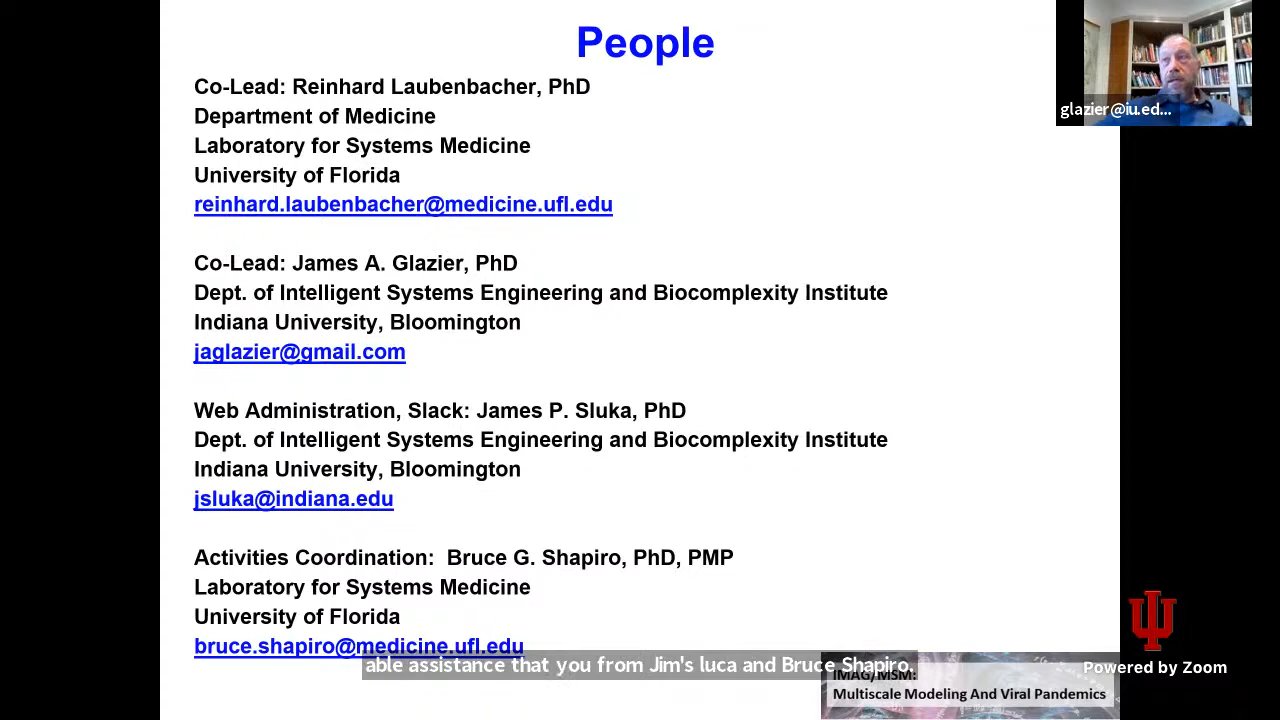 People
Co-Lead: Reinhard Laubenbacher, PhD
Department of Medicine
Laboratory for Systems Medicine
University of Florida
reinhard.laubenbacher@medicine.ufl.edu
Co-Lead: James A. Glazier, PhD
Dept. of Intelligent Systems Engineering and Biocomplexity Institute
Indiana University, Bloomington
jaglazier@gmail.com
Web Administration, Slack: James P. Sluka, PhD
Dept. of Intelligent Systems Engineering and Biocomplexity Institute
Indiana University, Bloomington
jsluka@indiana.edu
Activities Coordination: Bruce G. Shapiro, PhD, PMP
Laboratory for Systems Medicine
University of Florida
bruce.shapiro@medicine.ufl.edu
able assistance that you from Jim's luca and Bruce Shapiro.
IMAG/MSM:
Multiscale Modeling And Viral Pandemics
glazier@iu.ed...
Powered by Zoom